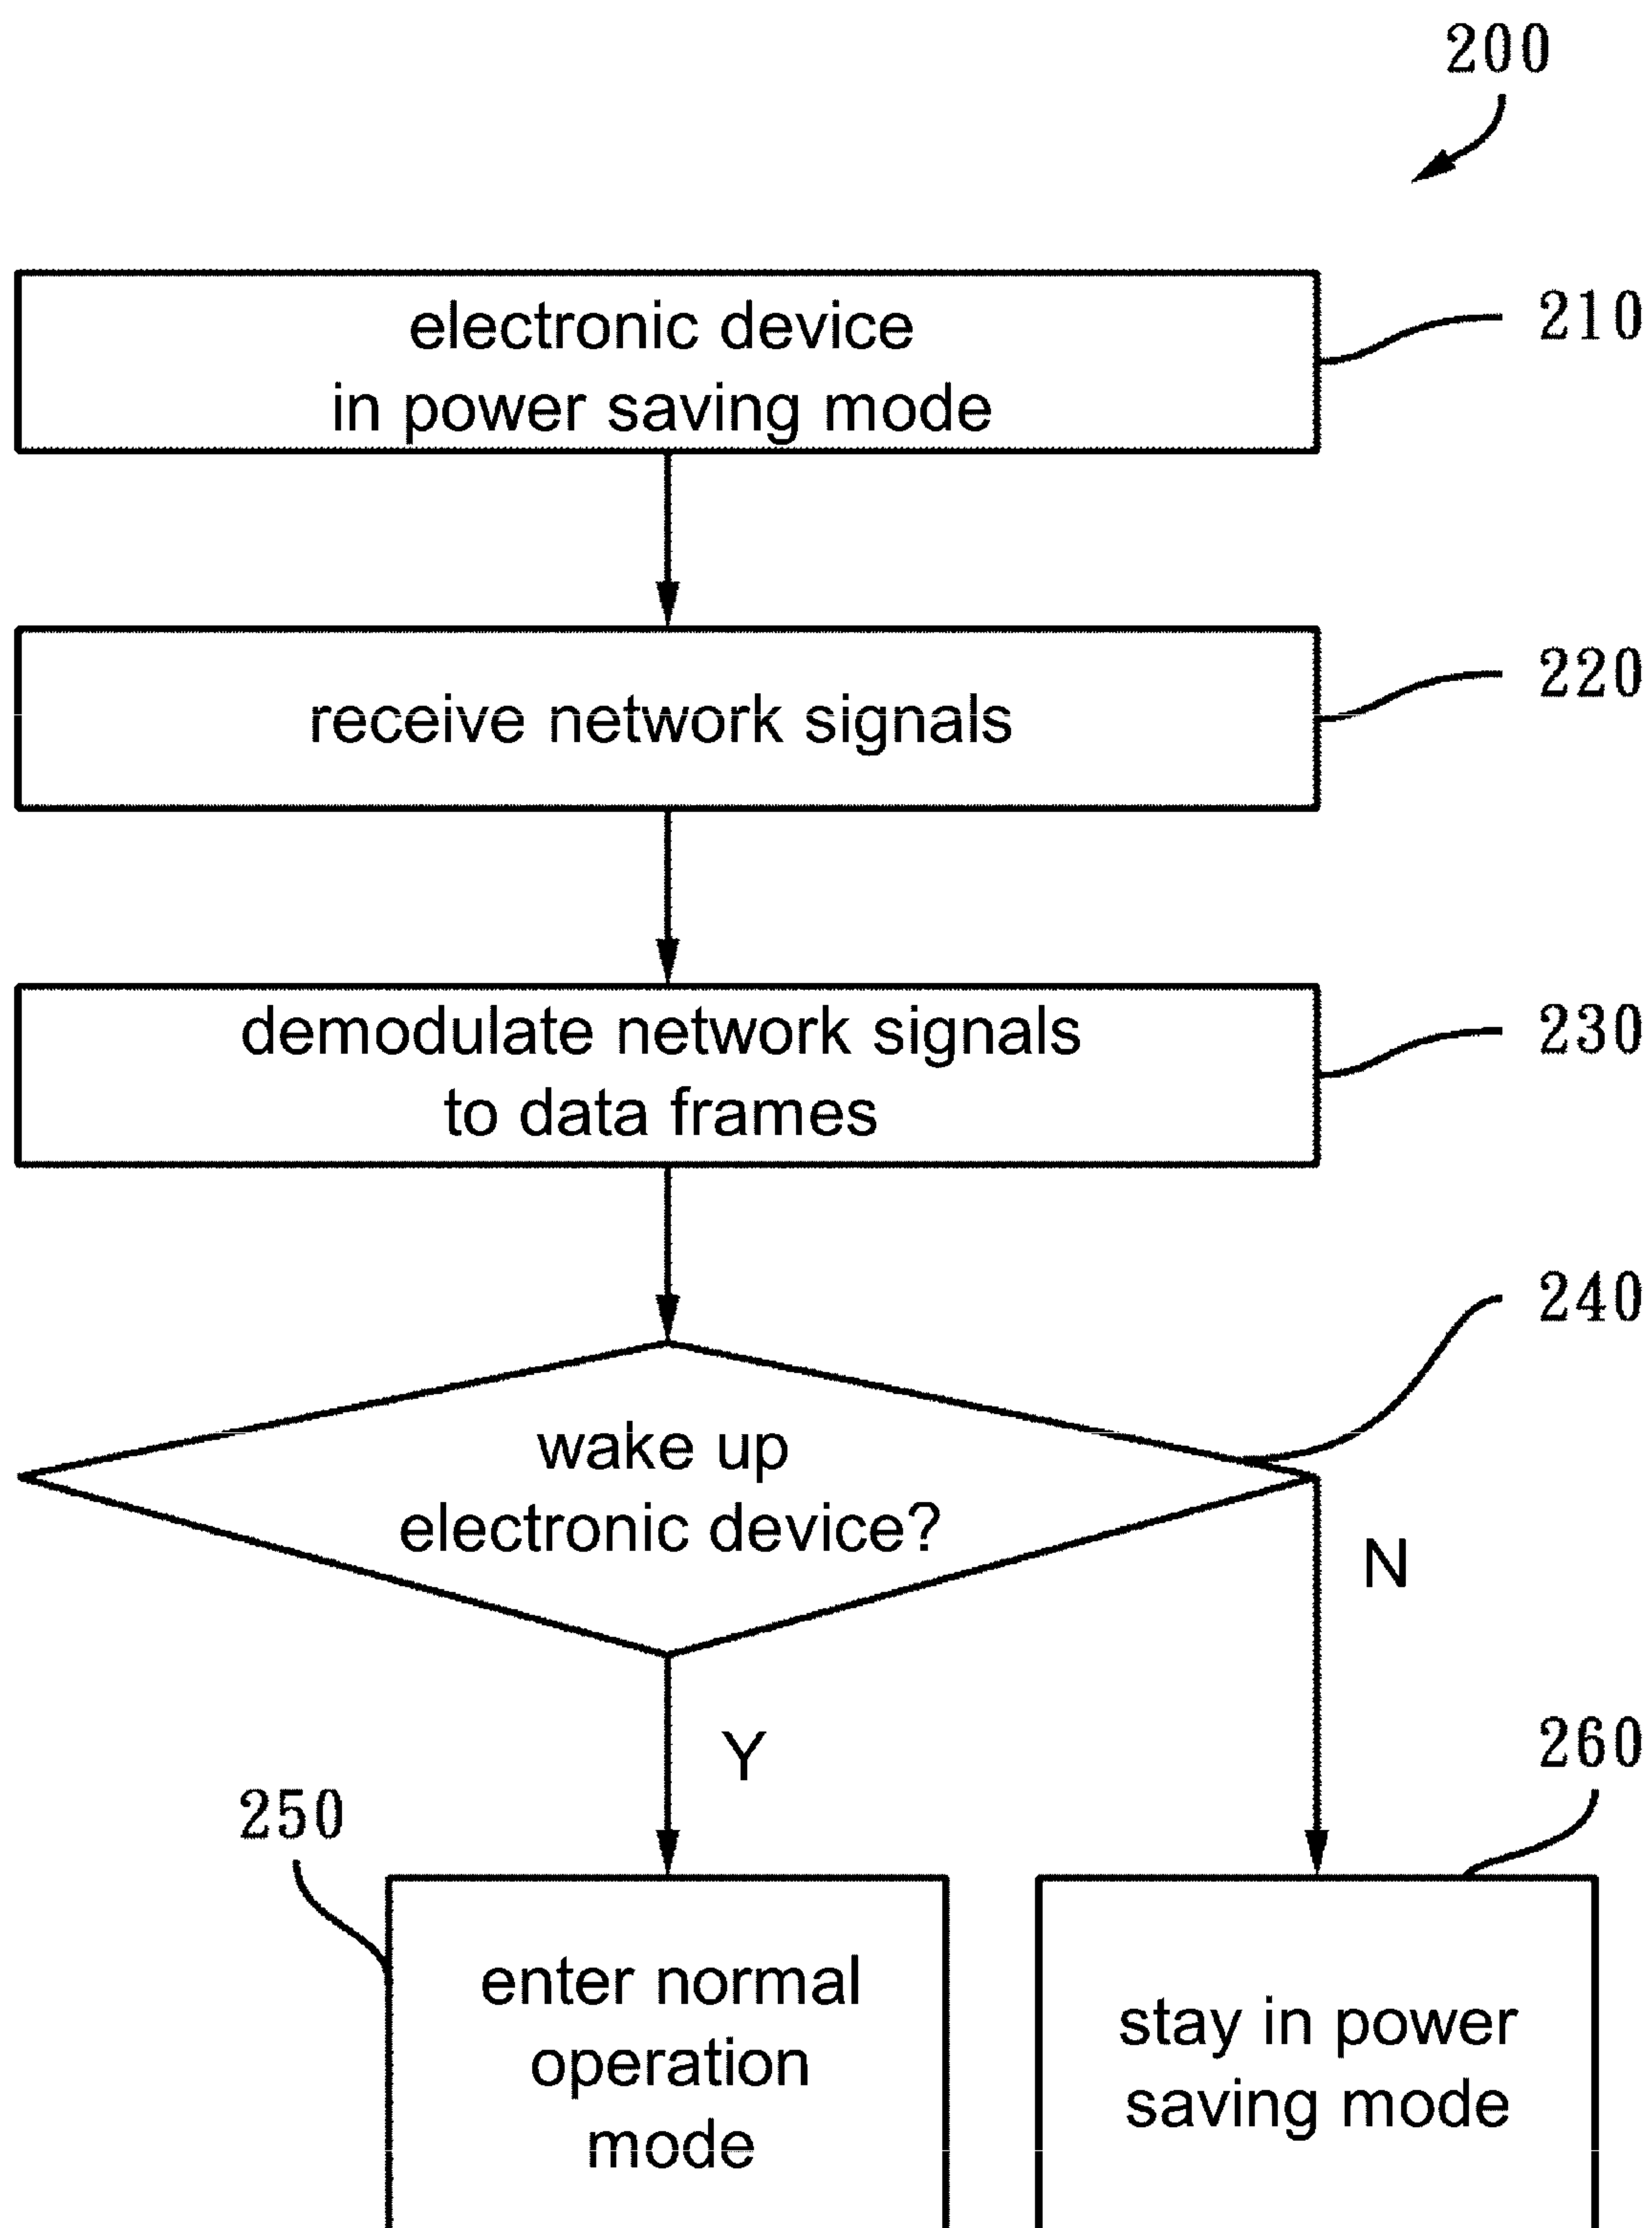 200
electronic device
in power saving mode
210
receive network signals
220
demodulate network signals
to data frames
230
240
wake up
electronic device?
N
Y
250
260
enter normal
operation
mode
stay in power
saving mode